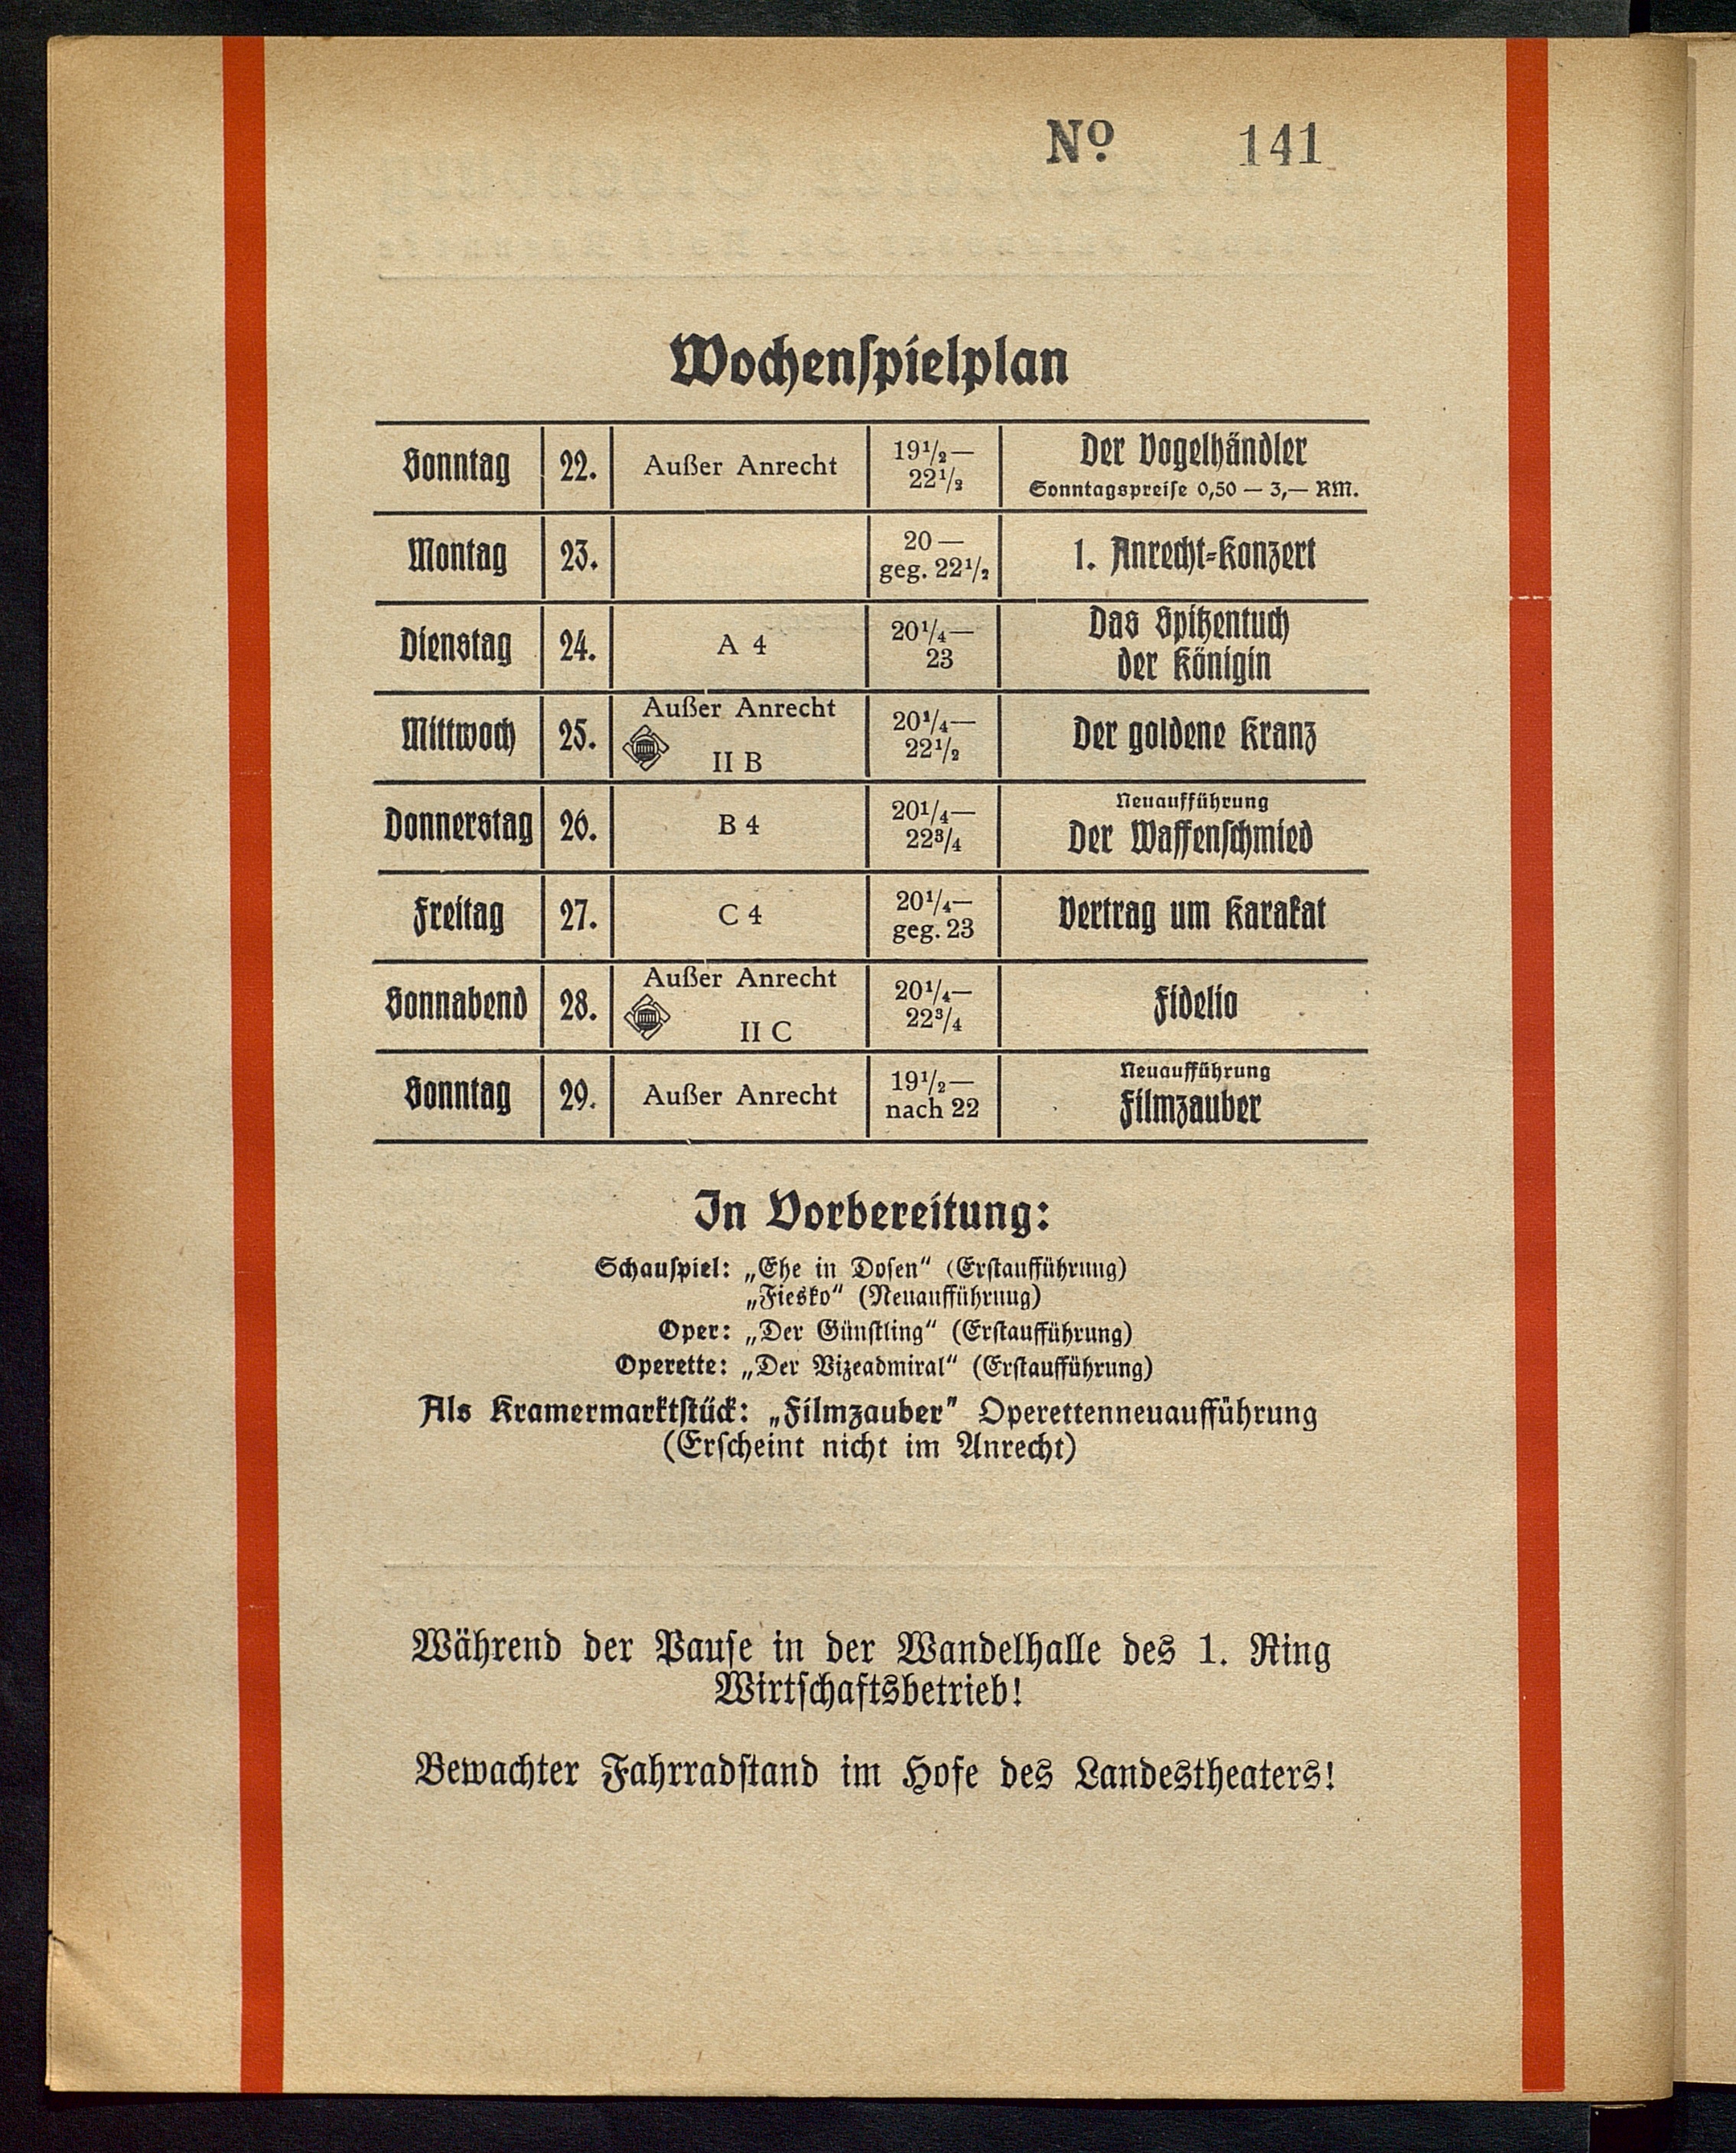 No. 141
Wochenspielplan
Sonntag 22. Außer Anrecht 19½— 22½ Der Vogelhändler
Sonntagspreise 0,50 — 3,— RM.
Montag 23. 20 — geg. 22½ 1. Anrecht-Konzert
Dienstag 24. A 4 20¼— 23 Das Spitzentuch
der Königin
Mittwoch 25. Außer Anrecht II B 20¼— 22½ Der goldene Kranz
Donnerstag 26. B 4 20¼— 22¾ Neuaufführung
Der Waffenschmied
Freitag 27. C 4 20¼— geg. 23 Vertrag um Karakat
Sonnabend 28. Außer Anrecht II C 20¼— 22¾ Fidelio
Sonntag 29. Außer Anrecht 19½— nach 22 Neuaufführung
Filmzauber
In Vorbereitung:
Schauspiel: „Ehe in Dosen“ (Erstaufführung)
„Fiesko“ (Neuaufführung)
Oper: „Der Günstling“ (Erstaufführung)
Operette: „Der Vizeadmiral“ (Erstaufführung)
Als Kramermarktstück: „Filmzauber“ Operettenneuaufführung
(Erscheint nicht im Anrecht)
Während der Pause in der Wandelhalle des 1. Ring
Wirtschaftsbetrieb!
Bewachter Fahrradstand im Hofe des Landestheaters!